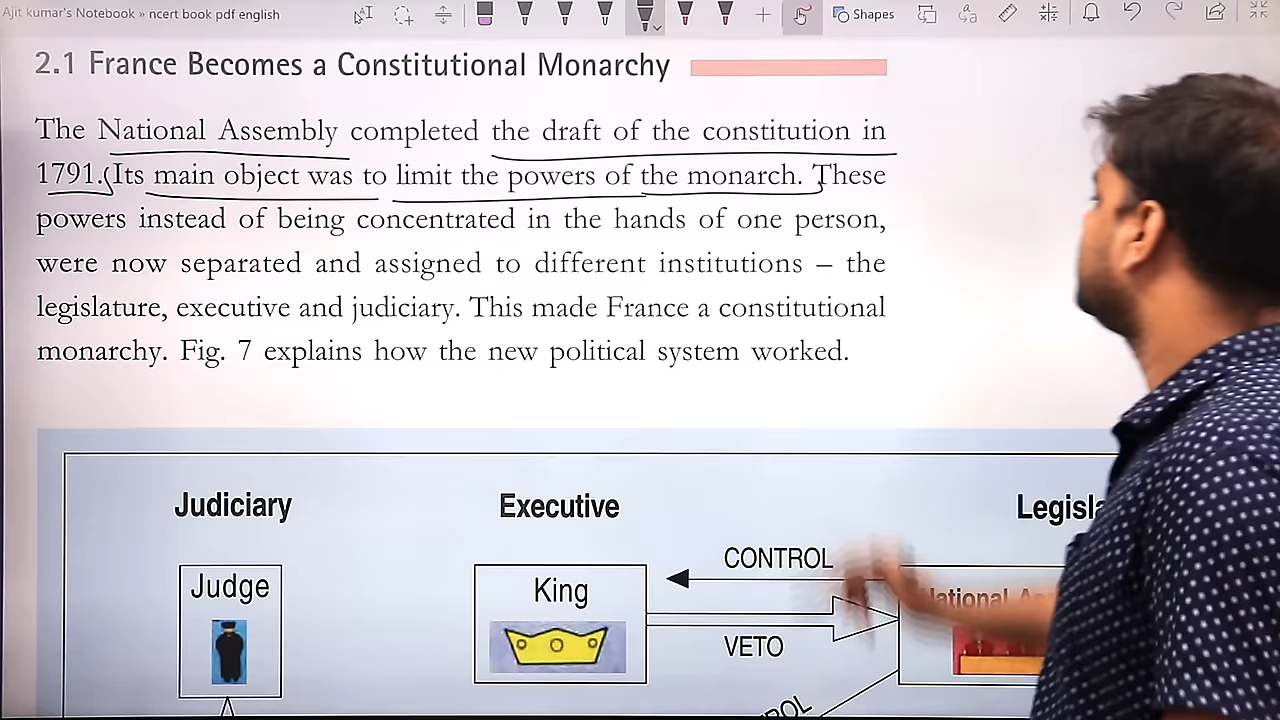 Ajit kumar's Notebook » ncert book pdf english
Shapes
2.1 France Becomes a Constitutional Monarchy
The National Assembly completed the draft of the constitution in
1791. Its main object was to limit the powers of the monarch. These
powers instead of being concentrated in the hands of one person,
were now separated and assigned to different institutions – the
legislature, executive and judiciary. This made France a constitutional
monarchy. Fig. 7 explains how the new political system worked.
Judiciary
Executive
Judge
King
CONTROL
National
VETO